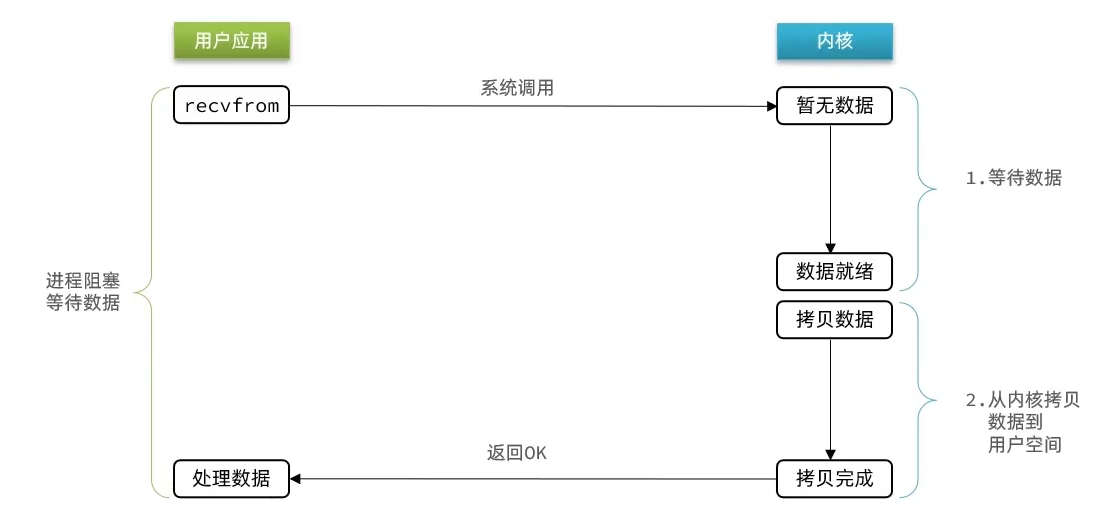 用户应用
内核
系统调用
recvfrom
暂无数据
1.等待数据
数据就绪
进程阻塞
等待数据
拷贝数据
2.从内核拷贝
数据到
用户空间
返回OK
处理数据
拷贝完成